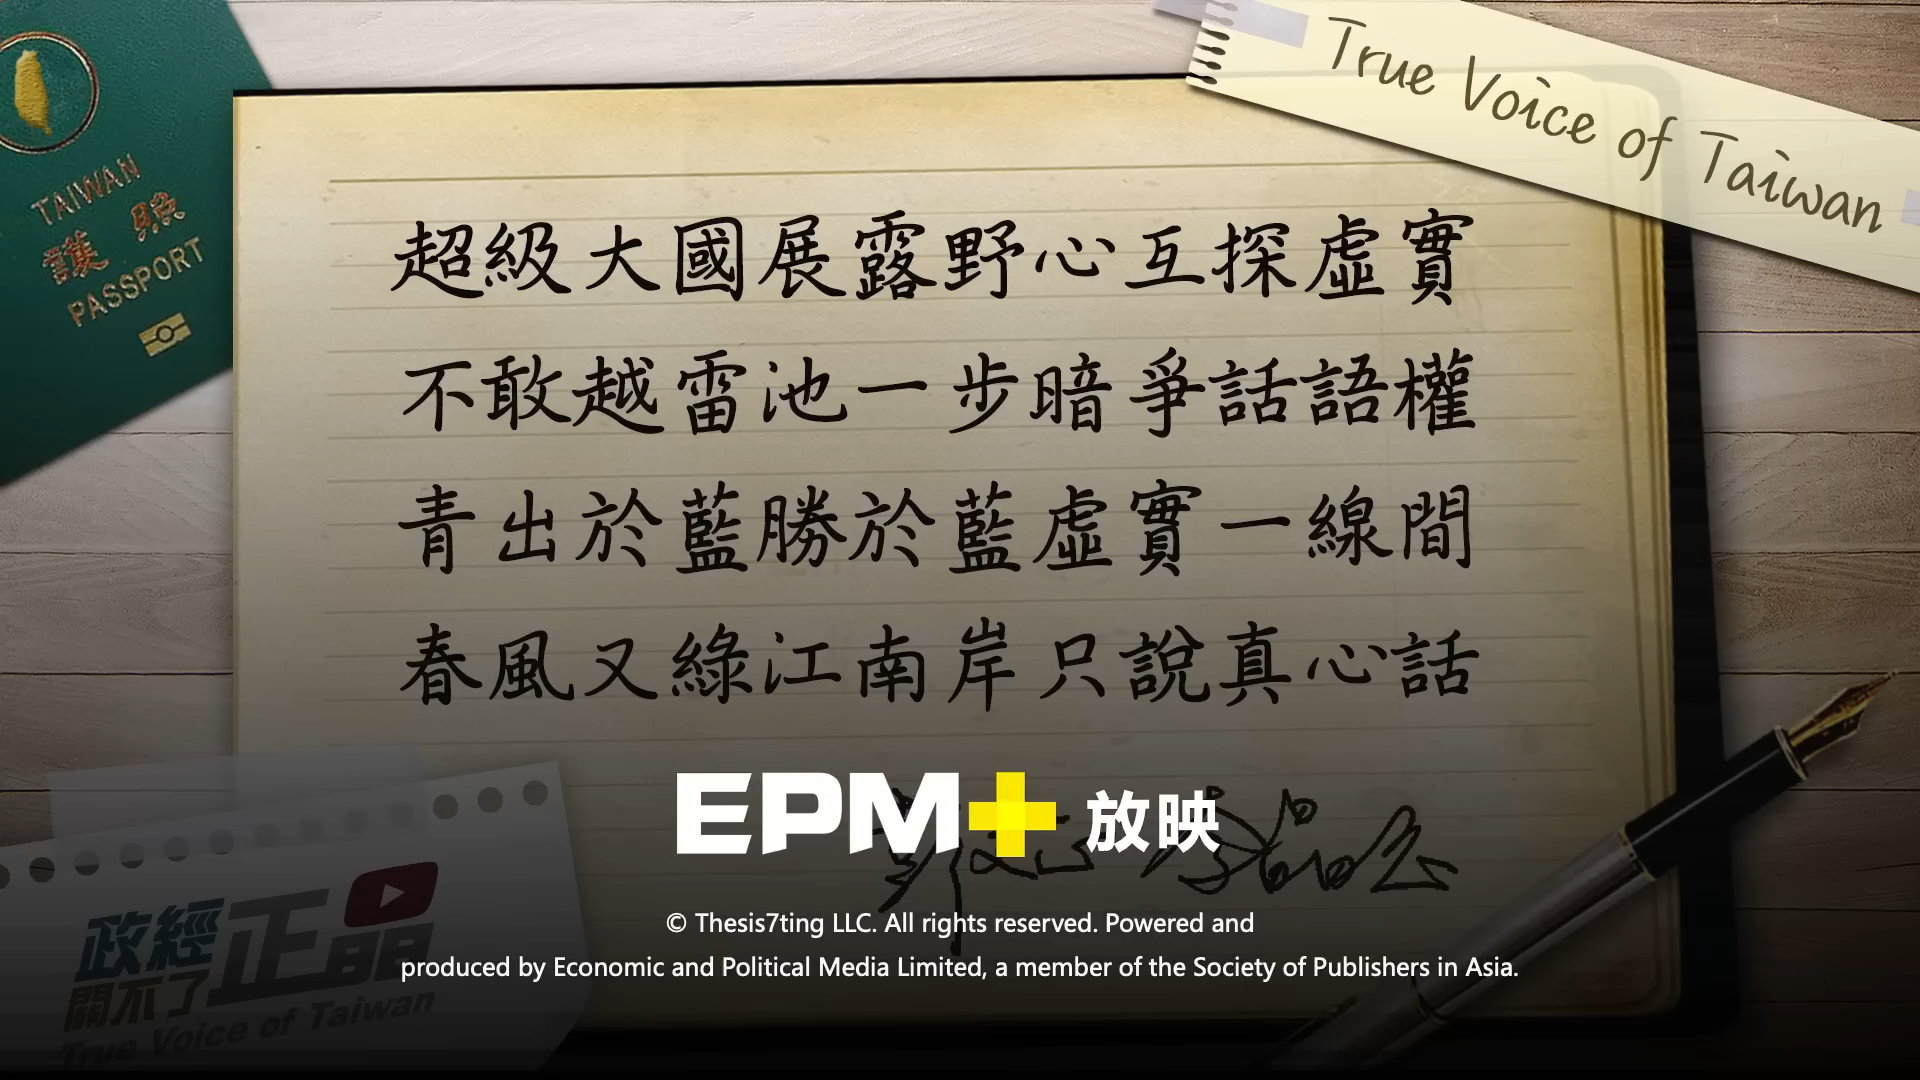 TAIWAN
護照
PASSPORT
True Voice of Taiwan
超級大國展露野心互探虛實
不敢越雷池一步暗爭話語權
青出於藍勝於藍虛實一線間
春風又綠江南岸只說真心話
EPM+ 放映
政經
關不了
正晶
True Voice of Taiwan
© Thesis7ting LLC. All rights reserved. Powered and
produced by Economic and Political Media Limited, a member of the Society of Publishers in Asia.